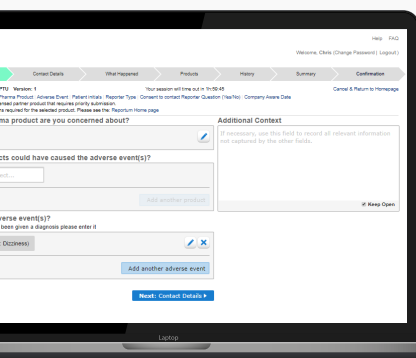 Help FAQ
Welcome: Chris (Change Password | Logout)
Contact Details What Happened Products History Summary Confirmation
PTU Version: 1 Your session will time out in 1h:59:45 Cancel & Return to Homepage
Pharma Product : Adverse Event : Patient initials : Reporter Type : Consent to contact Reporter Question (Yes/No) : Company Aware Date
ensed partner product that requires priority submission
ns required for the selected product. Please see the: Reportum Home page
ma product are you concerned about? Additional Context
If necessary, use this field to record all relevant information
not captured by the other fields.
cts could have caused the adverse event(s)?
ect...
Add another product
Keep Open
verse event(s)?
been given a diagnosis please enter it
Dizziness)
Add another adverse event
Next: Contact Details
Laptop